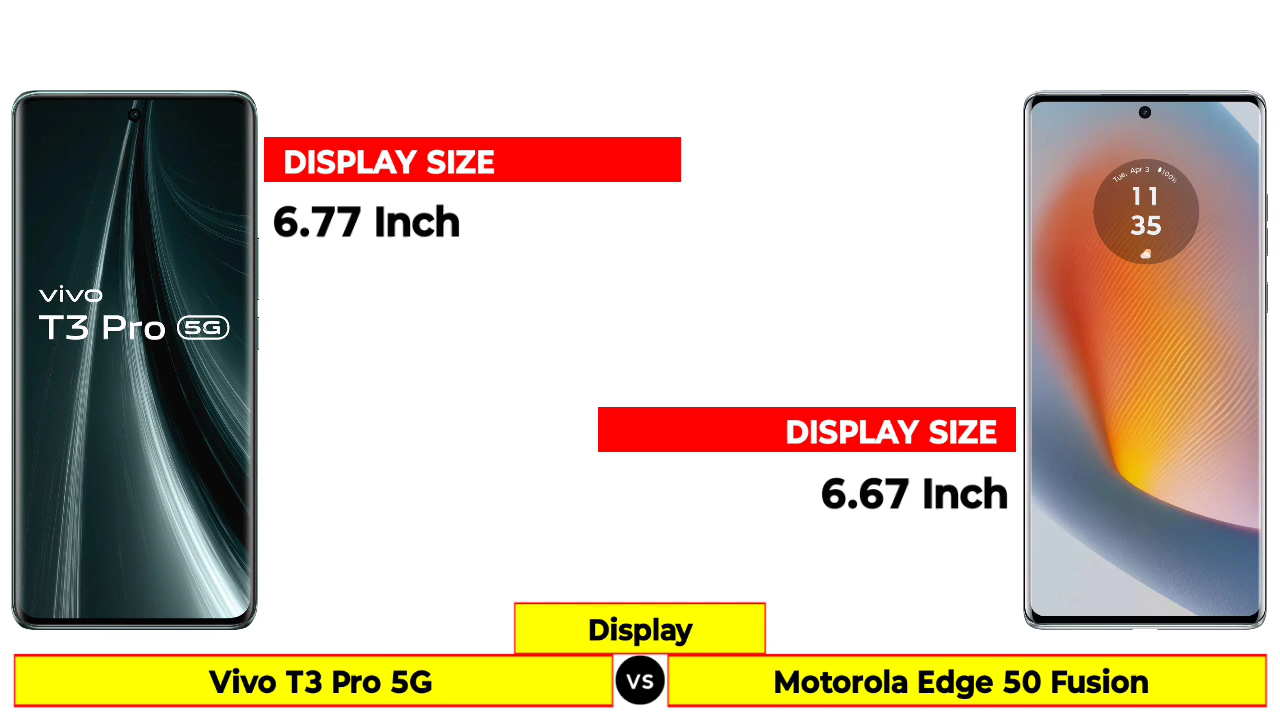 DISPLAY SIZE
6.77 Inch
vivo
T3 Pro 5G
Tue, Apr 3 100%
11
35
DISPLAY SIZE
6.67 Inch
Display
Vivo T3 Pro 5G
VS
Motorola Edge 50 Fusion